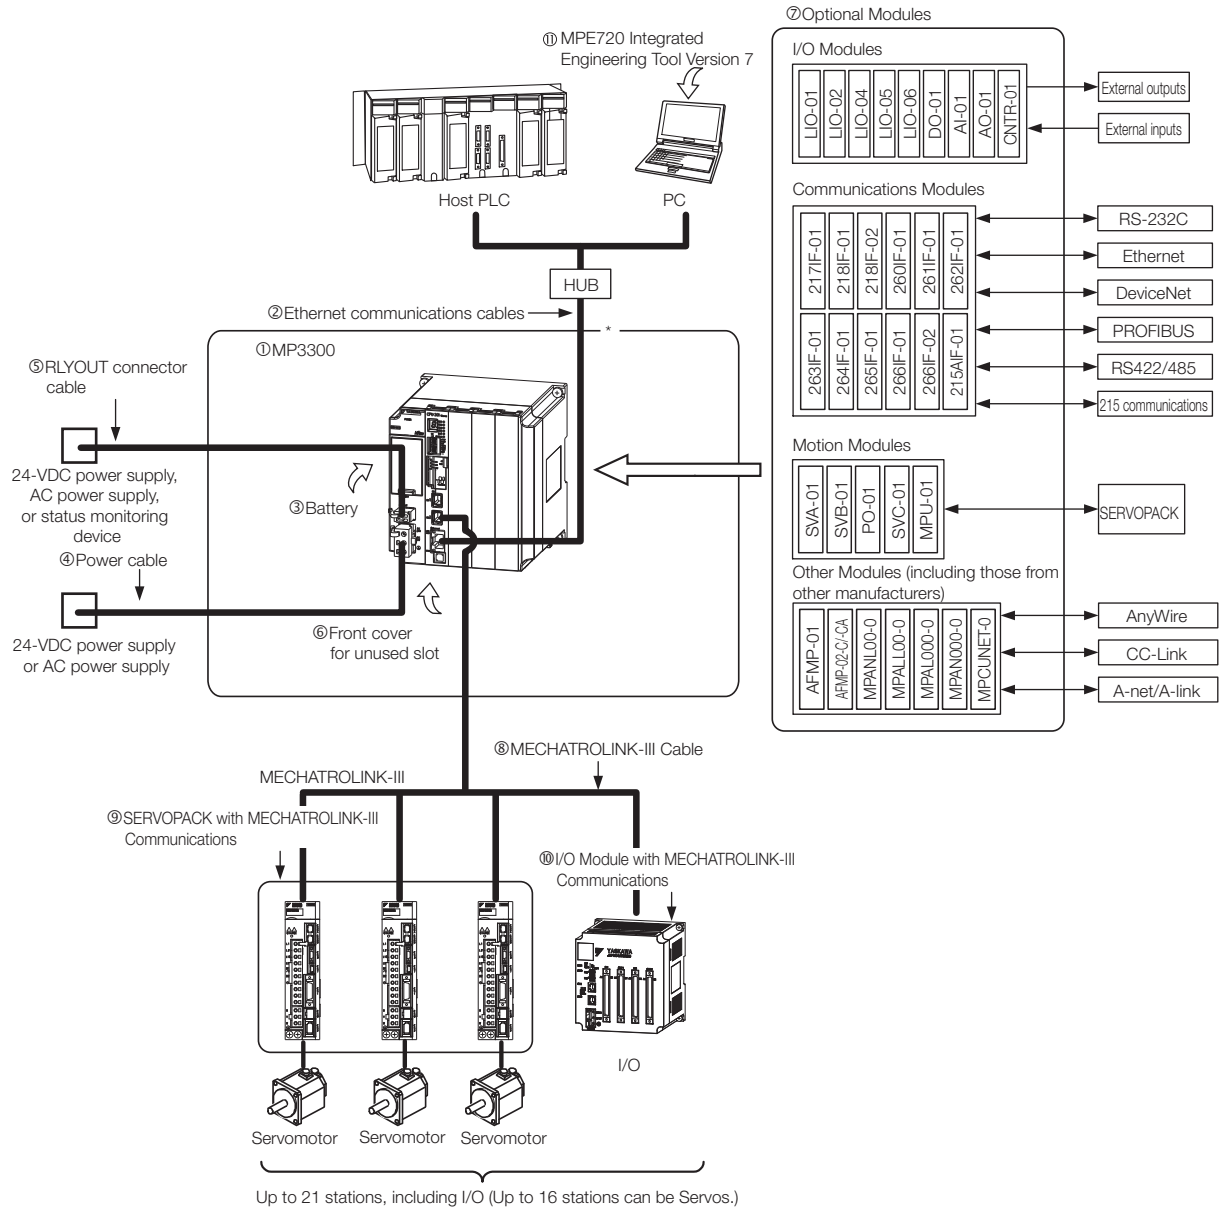 ⑦Optional Modules
⑪MPE720 Integrated
Engineering Tool Version 7
Host PLC
PC
HUB
②Ethernet communications cables
*
①MP3300
⑤RLYOUT connector
cable
24-VDC power supply,
AC power supply,
or status monitoring
device
③Battery
④Power cable
24-VDC power supply
or AC power supply
⑥Front cover
for unused slot
I/O Modules
LIO-01
LIO-02
LIO-04
LIO-05
LIO-06
DO-01
AI-01
AO-01
CNTR-01
External outputs
External inputs
Communications Modules
217IF-01
218IF-01
218IF-02
260IF-01
261IF-01
262IF-01
263IF-01
264IF-01
265IF-01
266IF-01
266IF-02
215AIF-01
RS-232C
Ethernet
DeviceNet
PROFIBUS
RS422/485
215 communications
Motion Modules
SVA-01
SVB-01
PO-01
SVC-01
MPU-01
SERVOPACK
Other Modules (including those from
other manufacturers)
AFMP-01
AFMP-02-C/-CA
MPANL00-0
MPALL00-0
MPAL000-0
MPAN000-0
MPCUNET-0
AnyWire
CC-Link
A-net/A-link
⑧MECHATROLINK-III Cable
MECHATROLINK-III
⑨SERVOPACK with MECHATROLINK-III
Communications
⑩I/O Module with MECHATROLINK-III
Communications
YASKAWA
I/O
Servomotor
Servomotor
Servomotor
Up to 21 stations, including I/O (Up to 16 stations can be Servos.)